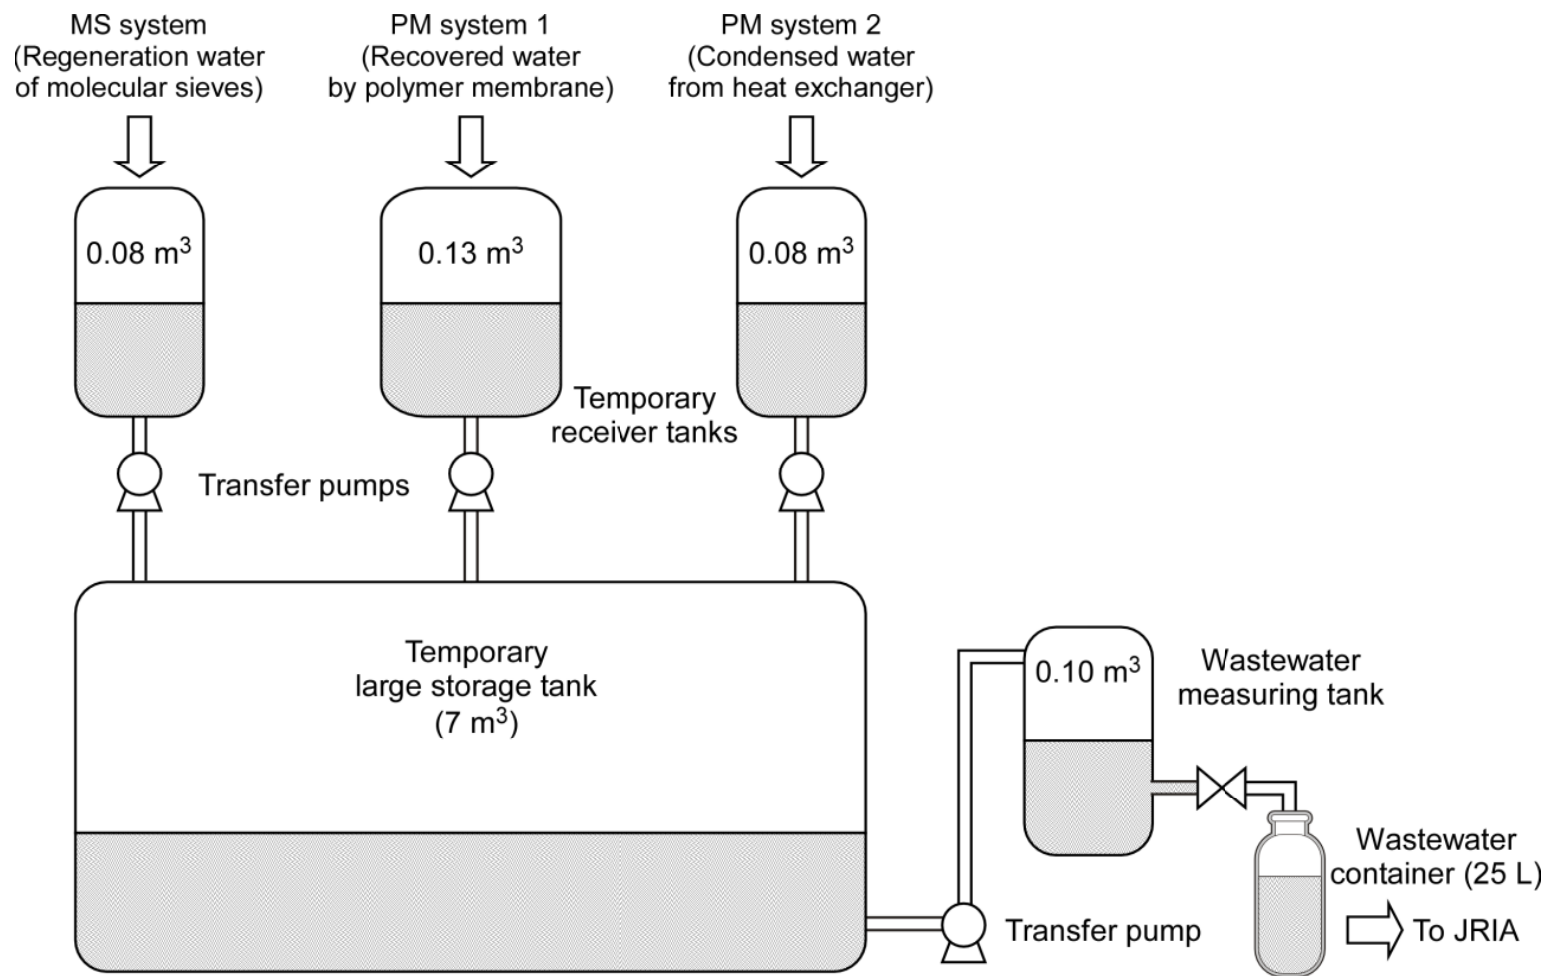 MS system
(Regeneration water
of molecular sieves)
PM system 1
(Recovered water
by polymer membrane)
PM system 2
(Condensed water
from heat exchanger)
0.08 m³
0.13 m³
0.08 m³
Temporary
receiver tanks
Transfer pumps
Temporary
large storage tank
(7 m³)
0.10 m³
Wastewater
measuring tank
Wastewater
container (25 L)
Transfer pump
To JRIA